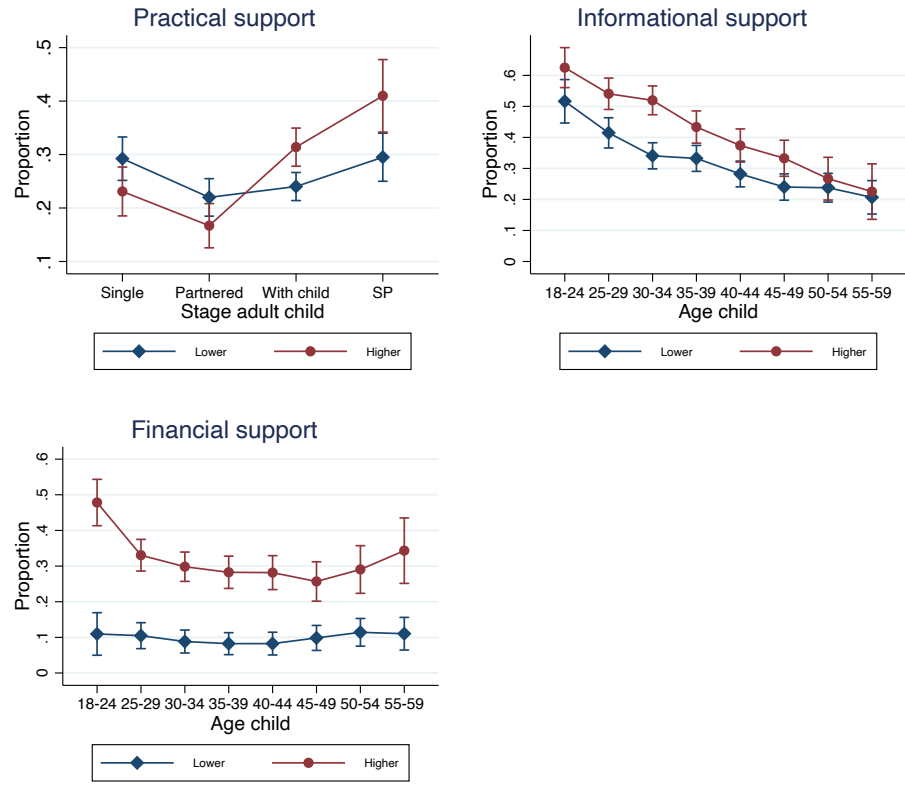 Practical support
.5
.4
.3
.2
.1
Proportion
Single Partnered With child SP
Stage adult child
Lower Higher
Informational support
.6
.5
.4
.3
.2
.1
0
Proportion
18-24 25-29 30-34 35-39 40-44 45-49 50-54 55-59
Age child
Lower Higher
Financial support
.6
.5
.4
.3
.2
.1
0
Proportion
18-24 25-29 30-34 35-39 40-44 45-49 50-54 55-59
Age child
Lower Higher